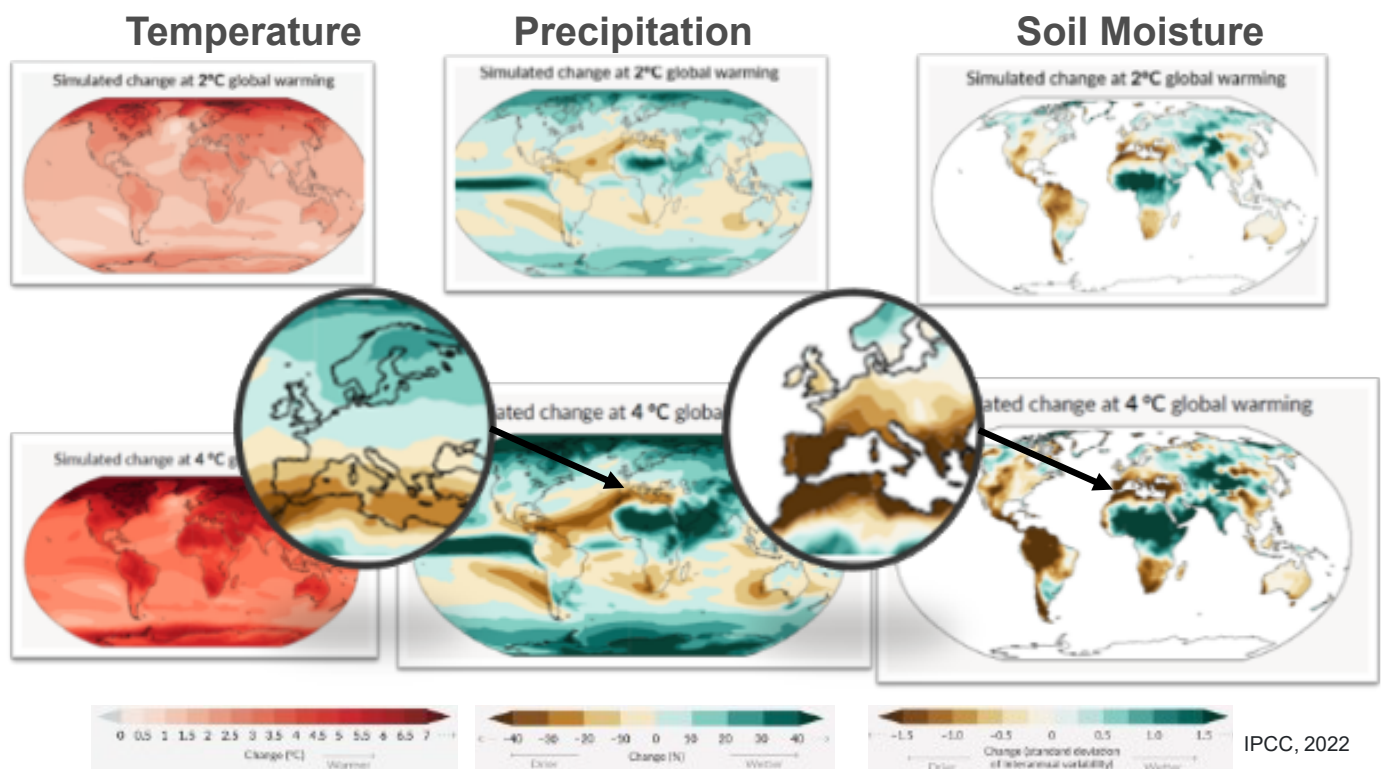 Temperature
Precipitation
Soil Moisture
Simulated change at 2°C global warming
Simulated change at 2°C global warming
Simulated change at 2°C global warming
Simulated change at 4 °C g
ated change at 4 °C globa
ated change at 4 °C global warming
0 0.5 1 1.5 2 2.5 3 3.5 4 4.5 5 5.5 6 6.5 7
Change (°C)
Warmer
-40 -30 -20 -10 0 10 20 30 40
Change (%)
Drier
Wetter
-1.5 -1.0 -0.5 0 0.5 1.0 1.5
Change (standard deviation
of interannual variability)
Drier
Wetter
IPCC, 2022